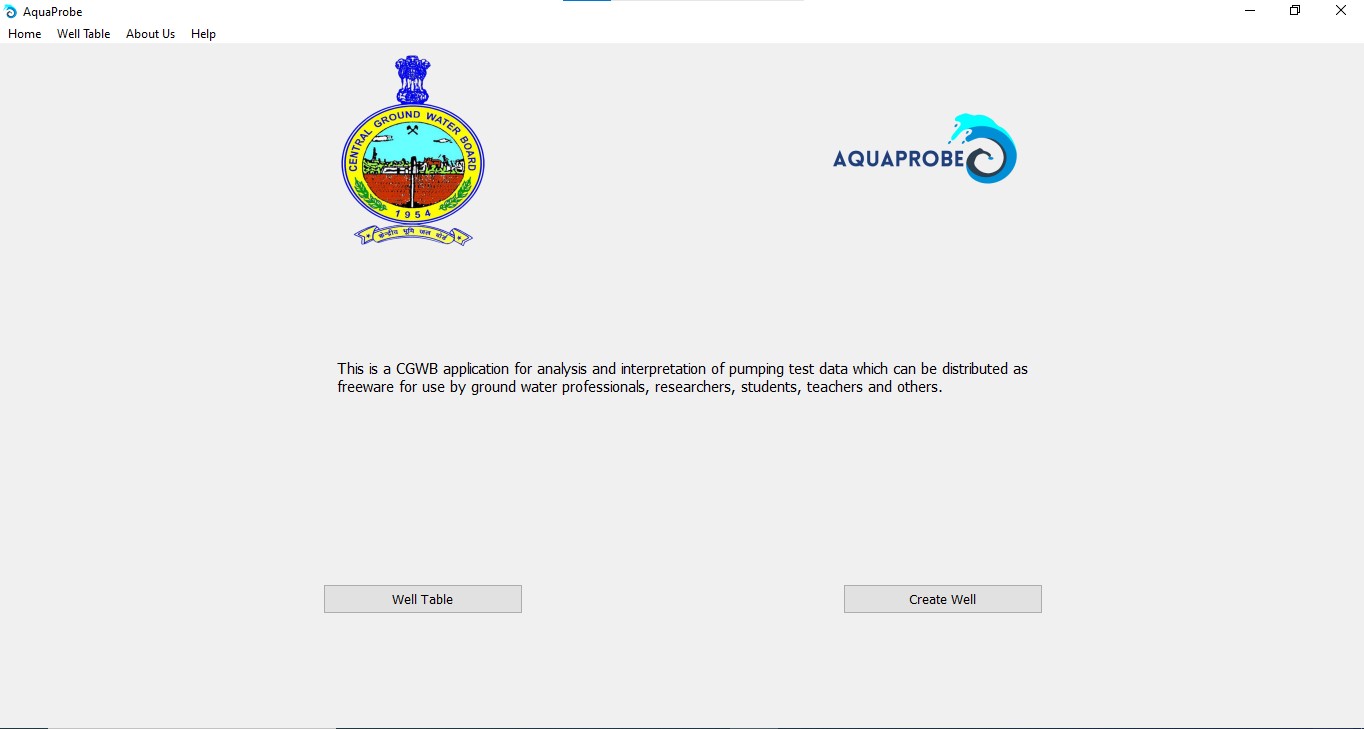 AquaProbe
Home Well Table About Us Help
CENTRAL GROUND WATER BOARD
1954
केन्द्रीय भूमि जल बोर्ड
AQUAPROBE
This is a CGWB application for analysis and interpretation of pumping test data which can be distributed as
freeware for use by ground water professionals, researchers, students, teachers and others.
Well Table Create Well